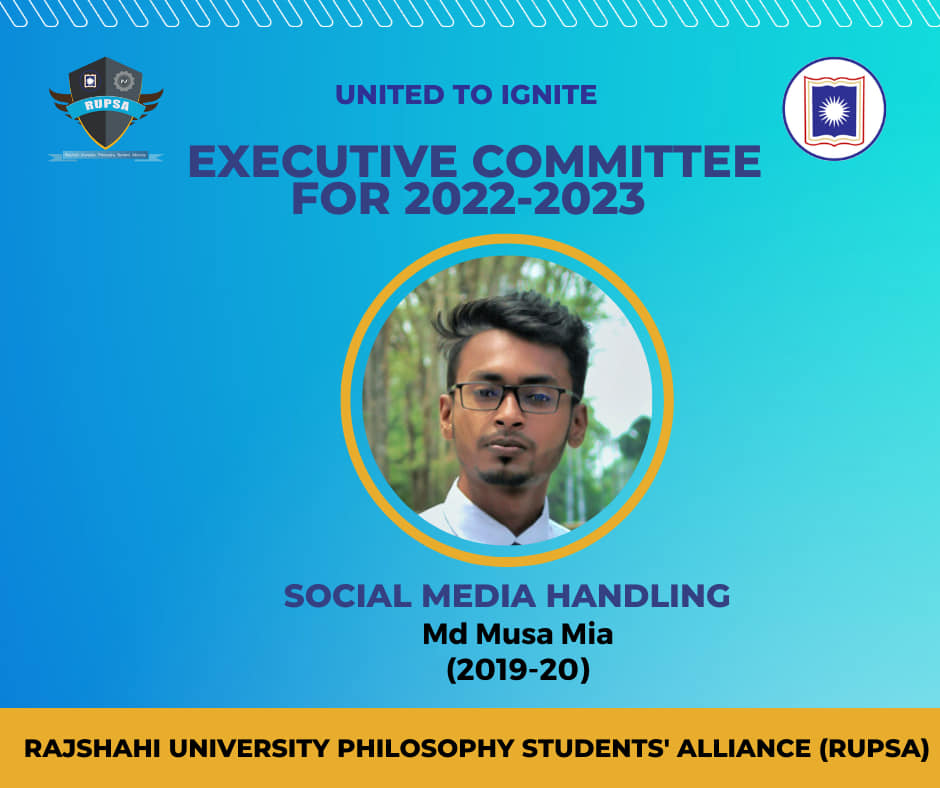 RUPSA
UNITED TO IGNITE
EXECUTIVE COMMITTEE
FOR 2022-2023
SOCIAL MEDIA HANDLING
Md Musa Mia
(2019-20)
RAJSHAHI UNIVERSITY PHILOSOPHY STUDENTS' ALLIANCE (RUPSA)